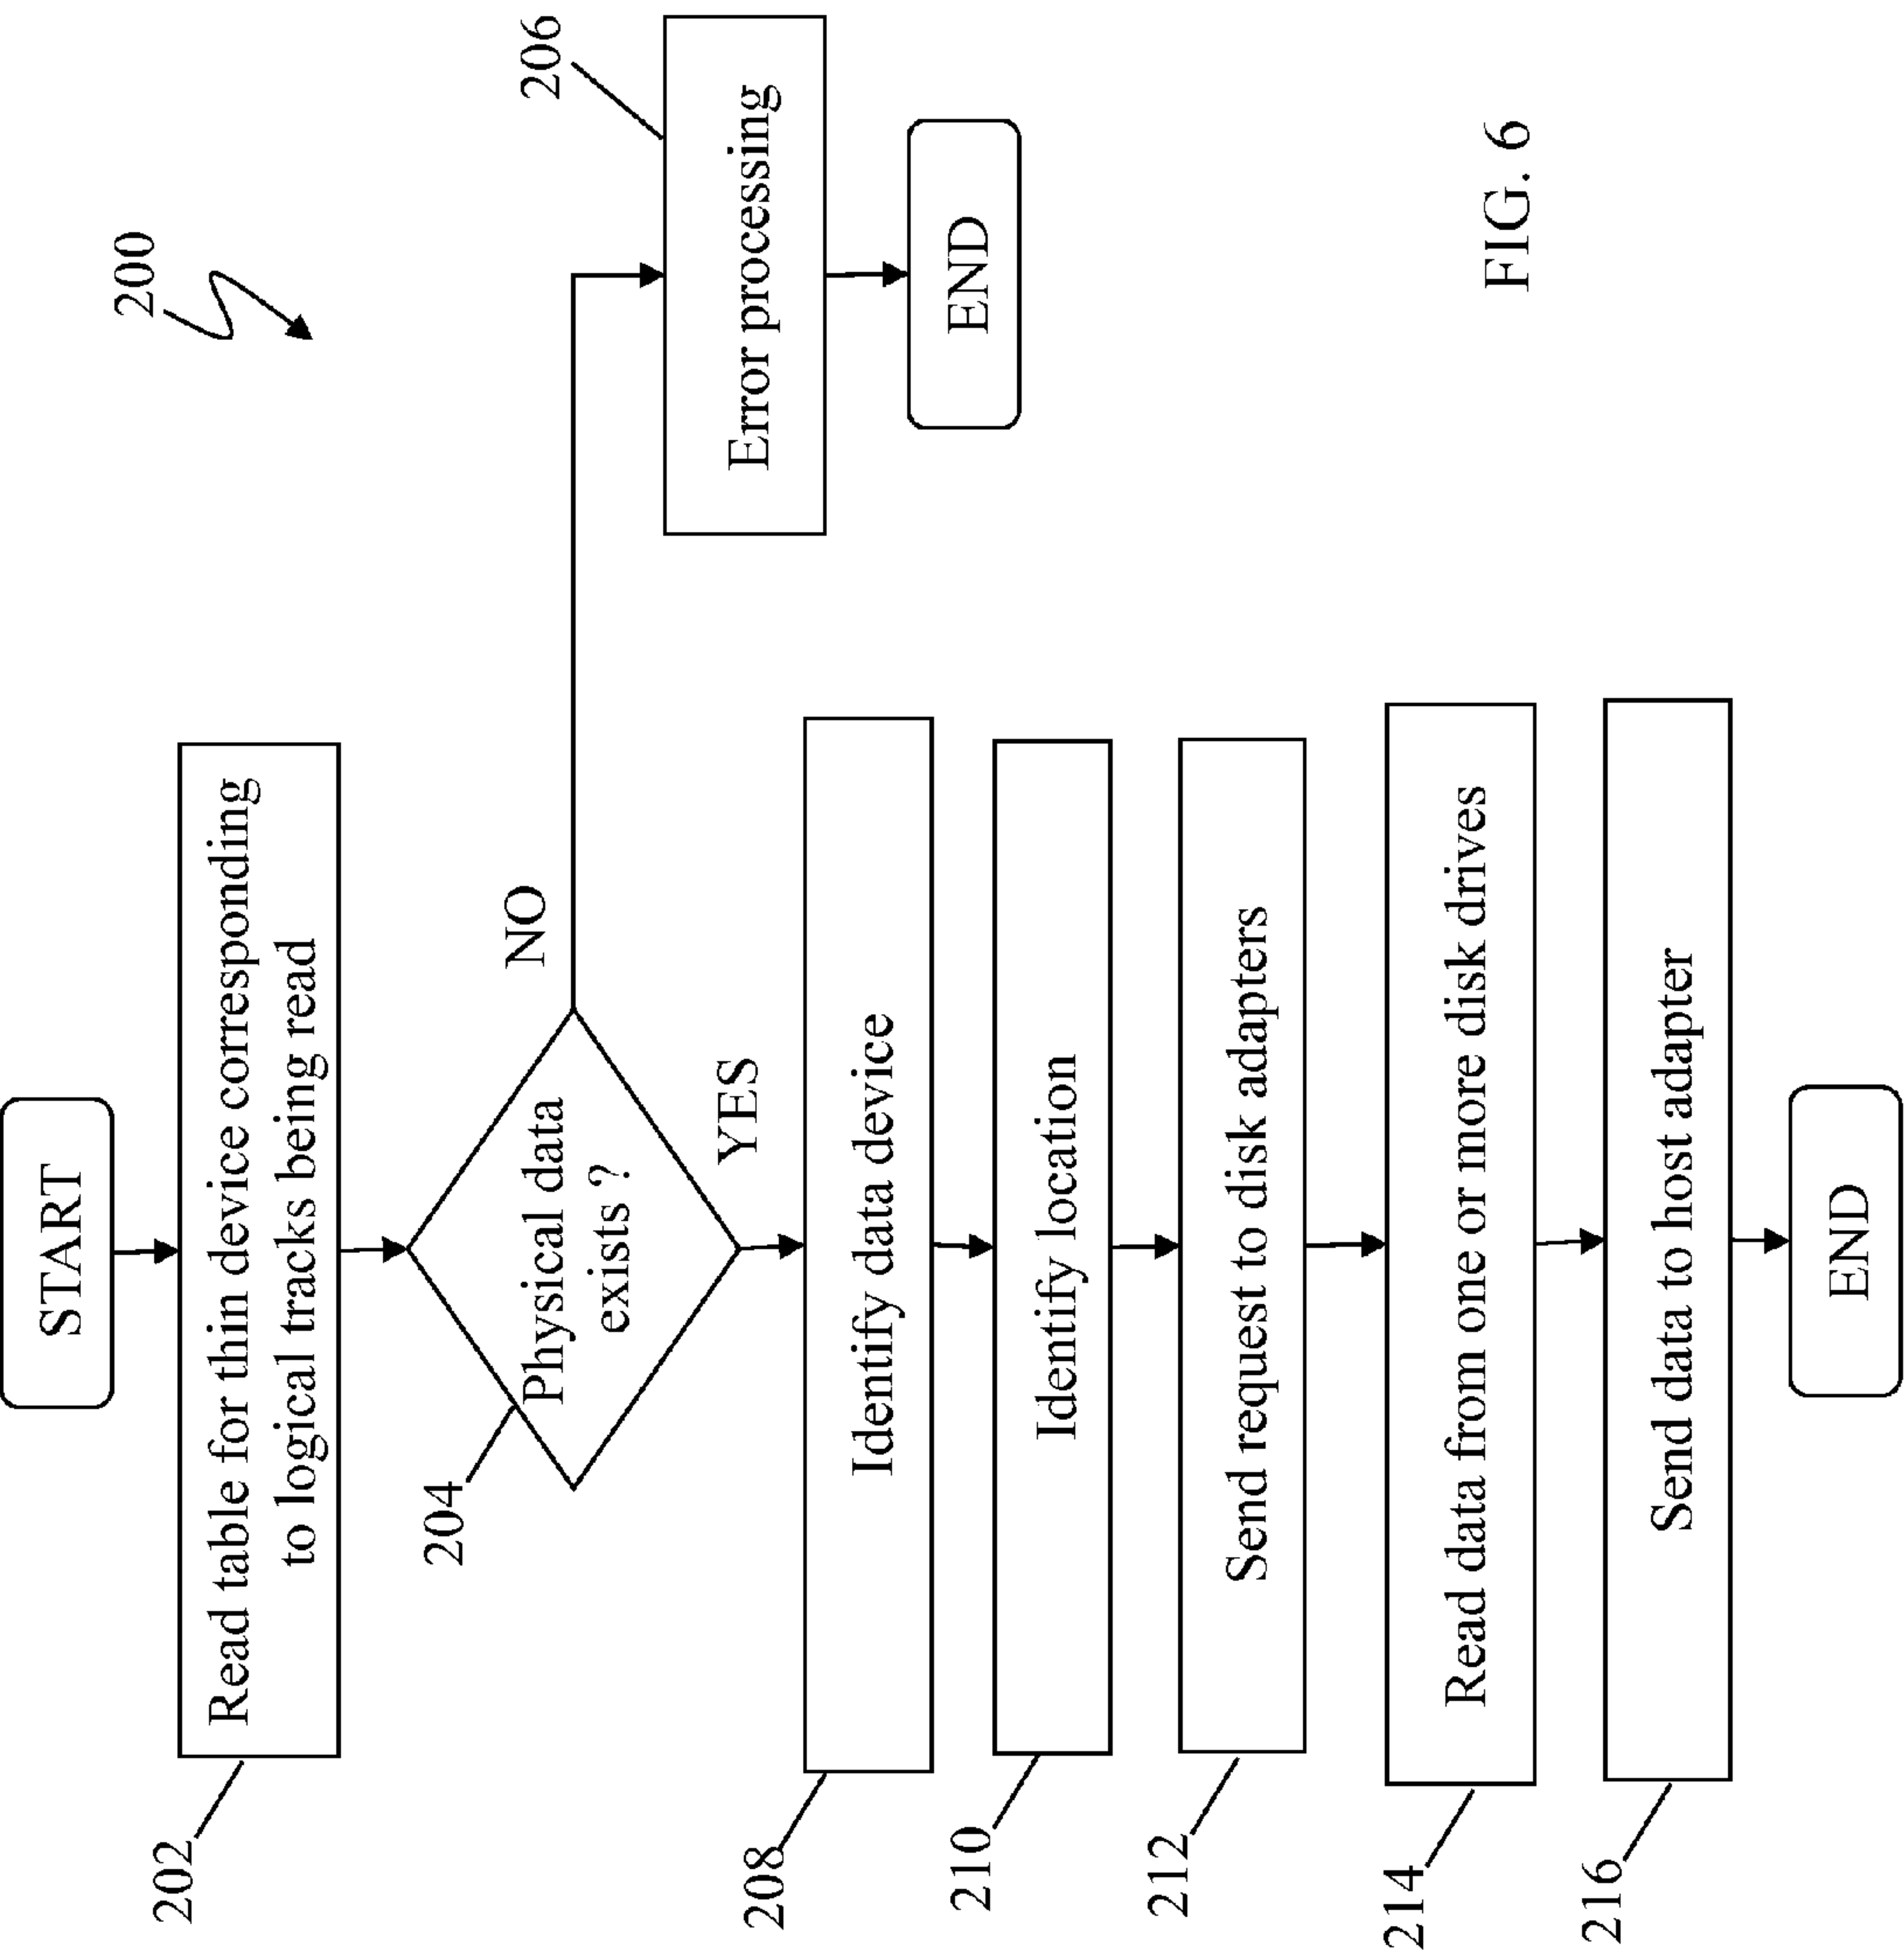 200
START
202
Read table for thin device corresponding
to logical tracks being read
204
Physical data
exists ?
NO
YES
206
Error processing
END
208
Identify data device
210
Identify location
212
Send request to disk adapters
214
Read data from one or more disk drives
216
Send data to host adapter
END
FIG. 6